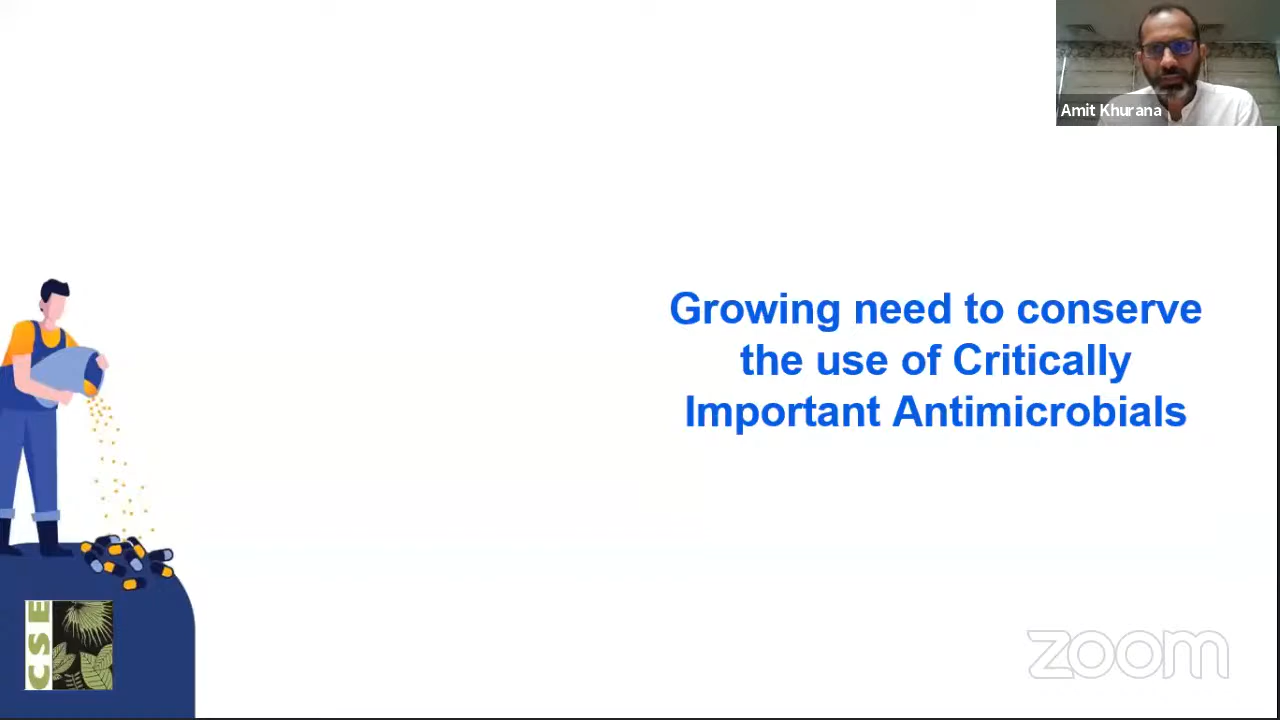 Amit Khurana
Growing need to conserve
the use of Critically
Important Antimicrobials
CSE
zoom